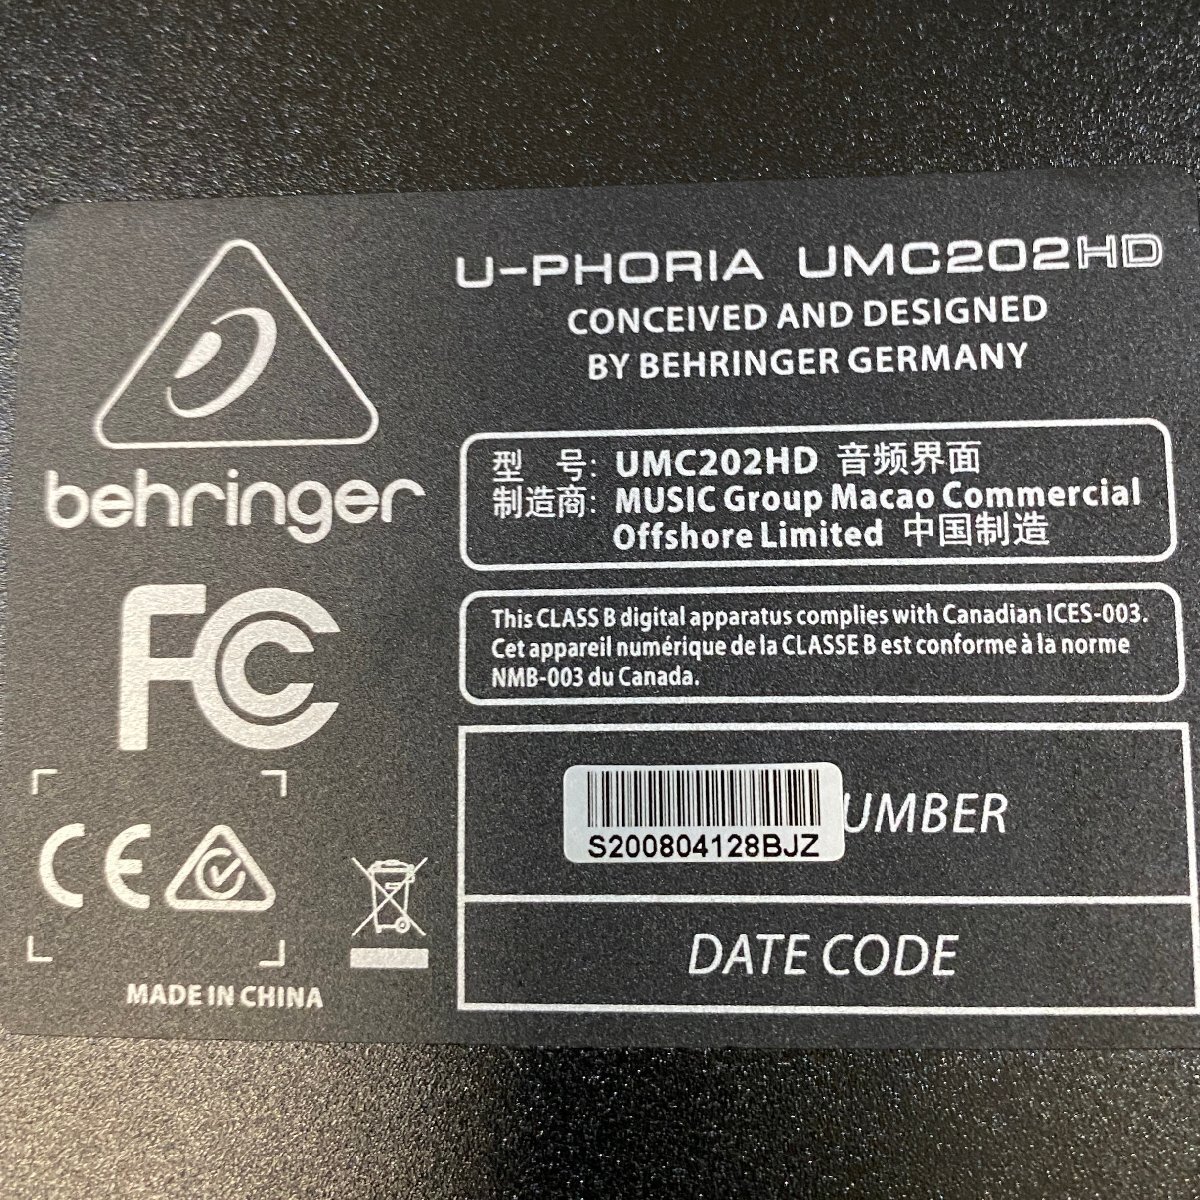 behringer
FC
CE
MADE IN CHINA
U-PHORIA UMC202HD
CONCEIVED AND DESIGNED
BY BEHRINGER GERMANY
型 号: UMC202HD 音频界面
制造商: MUSIC Group Macao Commercial
Offshore Limited 中国制造
This CLASS B digital apparatus complies with Canadian ICES-003.
Cet appareil numérique de la CLASSE B est conforme à la norme
NMB-003 du Canada.
UMBER
S200804128BJZ
DATE CODE